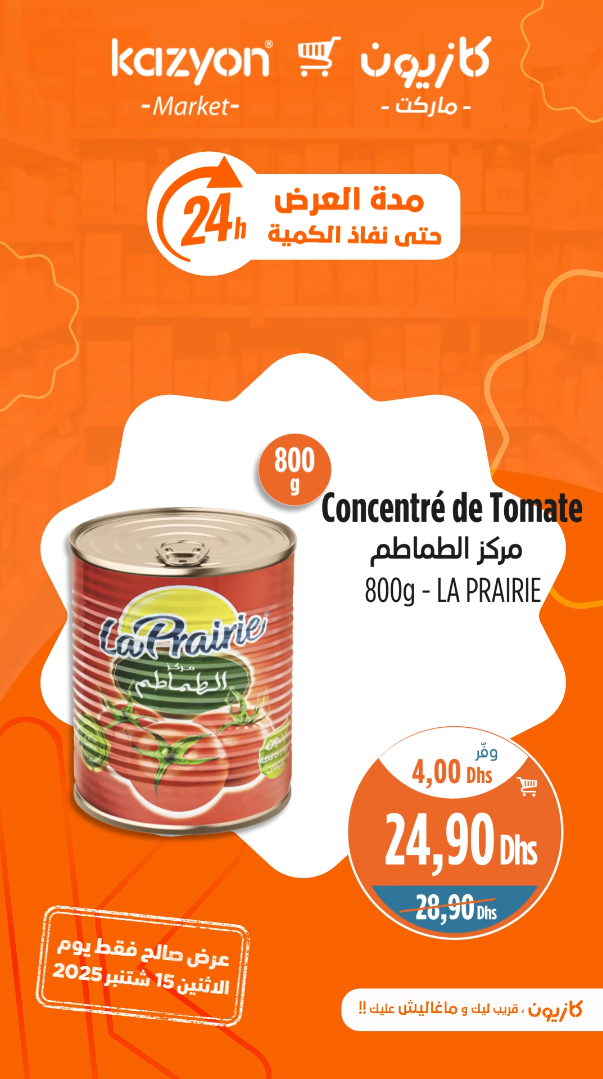 kazyon® كازيون
-Market- - ماركت -
24h
مدة العرض
حتى نفاذ الكمية
800
g
Concentré de Tomate
مركز الطماطم
800g - LA PRAIRIE
La Prairie
مركز
الطماطم
وفّر
4,00 Dhs
24,90 Dhs
28,90 Dhs
عرض صالح فقط يوم
الاثنين 15 شتنبر 2025
كازيون ، قريب ليك و ماغاليش عليك !!